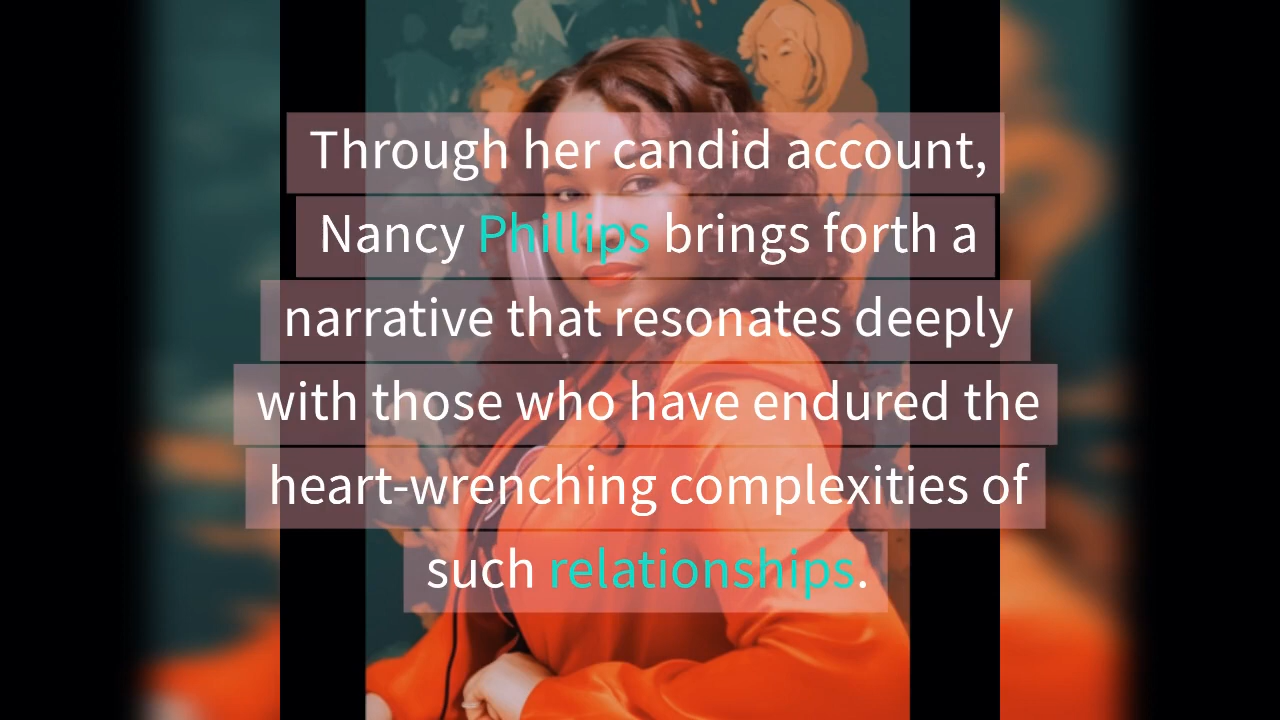 Through her candid account,
Nancy Phillips brings forth a
narrative that resonates deeply
with those who have endured the
heart-wrenching complexities of
such relationships.